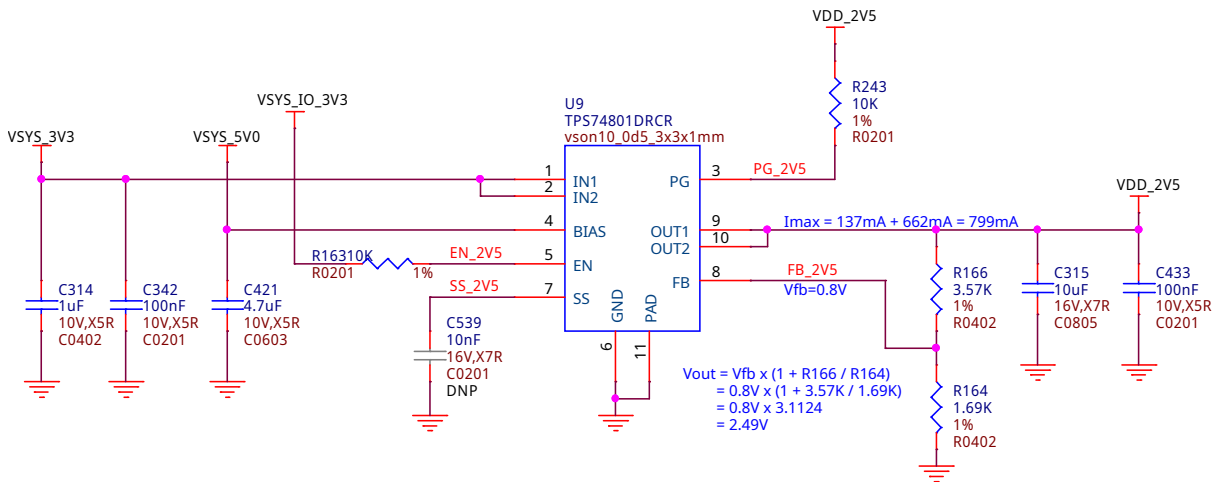 VDD_2V5
R243
10K
1%
R0201
VSYS_IO_3V3
VSYS_3V3
VSYS_5V0
U9
TPS74801DRCR
vson10_0d5_3x3x1mm
1
IN1
2
IN2
4
BIAS
5
EN
7
SS
3
PG
PG_2V5
9
OUT1
10
OUT2
8
FB
FB_2V5
Vfb=0.8V
GND
PAD
6
11
Imax = 137mA + 662mA = 799mA
VDD_2V5
R16310K
R0201
1%
EN_2V5
SS_2V5
C314
1uF
10V,X5R
C0402
C342
100nF
10V,X5R
C0201
C421
4.7uF
10V,X5R
C0603
C539
10nF
16V,X7R
C0201
DNP
R166
3.57K
1%
R0402
C315
10uF
16V,X7R
C0805
C433
100nF
10V,X5R
C0201
Vout = Vfb x (1 + R166 / R164)
= 0.8V x (1 + 3.57K / 1.69K)
= 0.8V x 3.1124
= 2.49V
R164
1.69K
1%
R0402